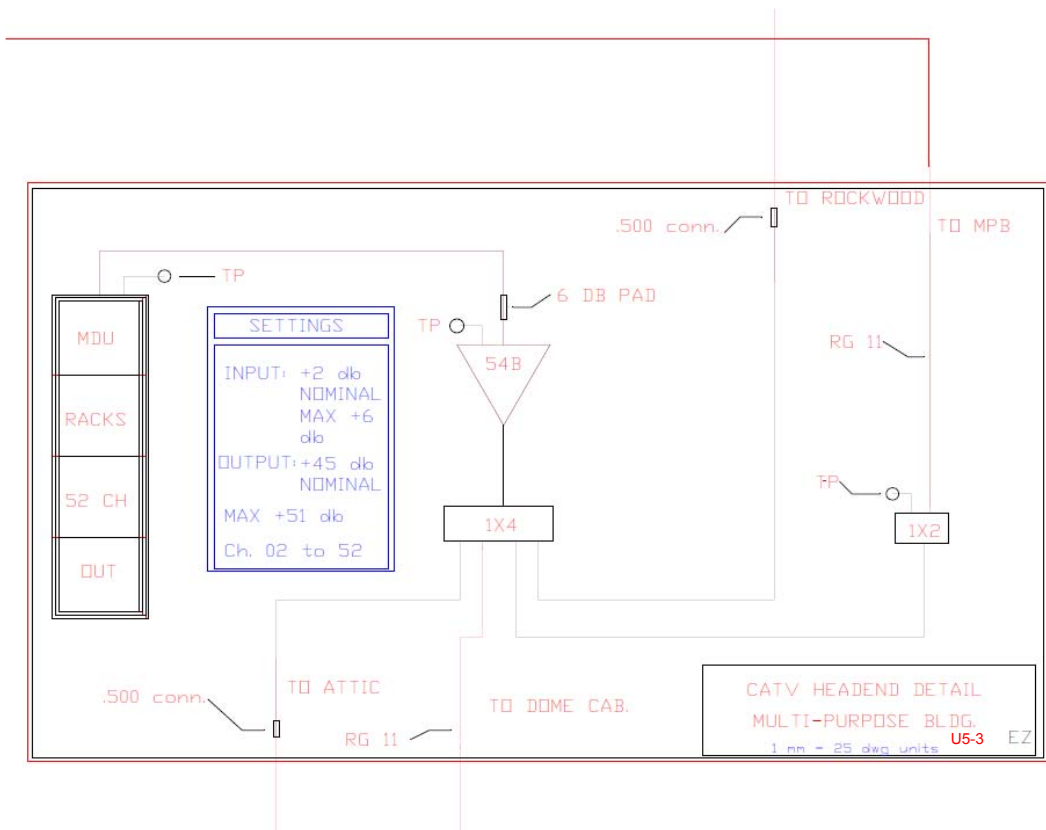 TO ROCKWOOD
.500 conn.
TO MPB
TP
6 DB PAD
TP
SETTINGS
MDU
54B
RG 11
INPUT: +2 db
NOMINAL
MAX +6
db
RACKS
OUTPUT:+45 db
NOMINAL
TP
52 CH
MAX +51 db
1X4
1X2
Ch. 02 to 52
OUT
TO ATTIC
.500 conn.
TO DOME CAB.
RG 11
CATV HEADEND DETAIL
MULTI-PURPOSE BLDG.
U5-3
EZ
1 mm = 25 dwg units